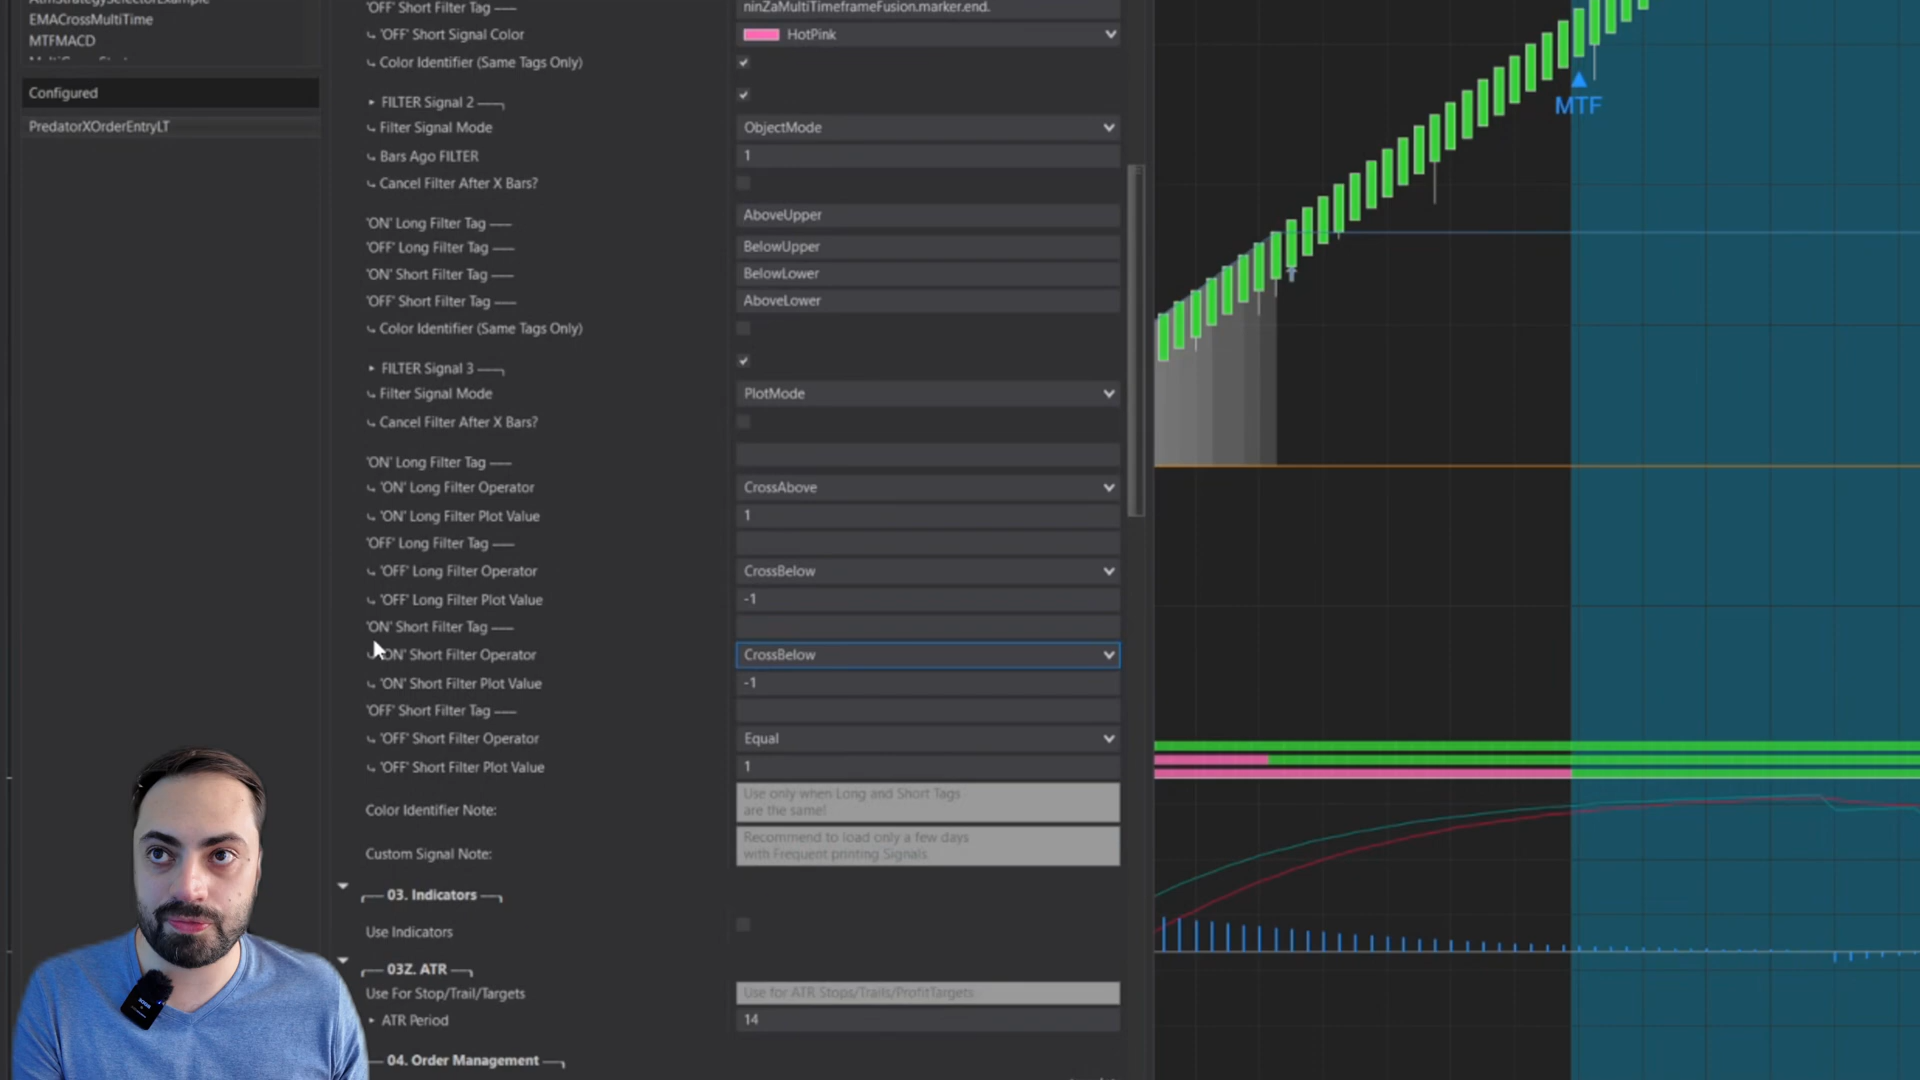 EMACrossMultiTime
MTFMACD
Configured
PredatorXOrderEntryLT
'OFF' Short Filter Tag —— ninZaMultiTimeframeFusion.marker.end.
'OFF' Short Signal Color HotPink
Color Identifier (Same Tags Only)
FILTER Signal 2
Filter Signal Mode ObjectMode
Bars Ago FILTER 1
Cancel Filter After X Bars?
'ON' Long Filter Tag —— AboveUpper
'OFF' Long Filter Tag —— BelowUpper
'ON' Short Filter Tag —— BelowLower
'OFF' Short Filter Tag —— AboveLower
Color Identifier (Same Tags Only)
FILTER Signal 3
Filter Signal Mode PlotMode
Cancel Filter After X Bars?
'ON' Long Filter Tag ——
'ON' Long Filter Operator CrossAbove
'ON' Long Filter Plot Value 1
'OFF' Long Filter Tag ——
'OFF' Long Filter Operator CrossBelow
'OFF' Long Filter Plot Value -1
'ON' Short Filter Tag ——
'ON' Short Filter Operator CrossBelow
'ON' Short Filter Plot Value -1
'OFF' Short Filter Tag ——
'OFF' Short Filter Operator Equal
'OFF' Short Filter Plot Value 1
Color Identifier Note: Use only when Long and Short Tags
are the same!
Custom Signal Note: Recommend to load only a few days
with Frequent printing Signals.
03. Indicators
Use Indicators
03Z. ATR
Use For Stop/Trail/Targets Use for ATR Stops/Trails/ProfitTargets
ATR Period 14
04. Order Management
MTF